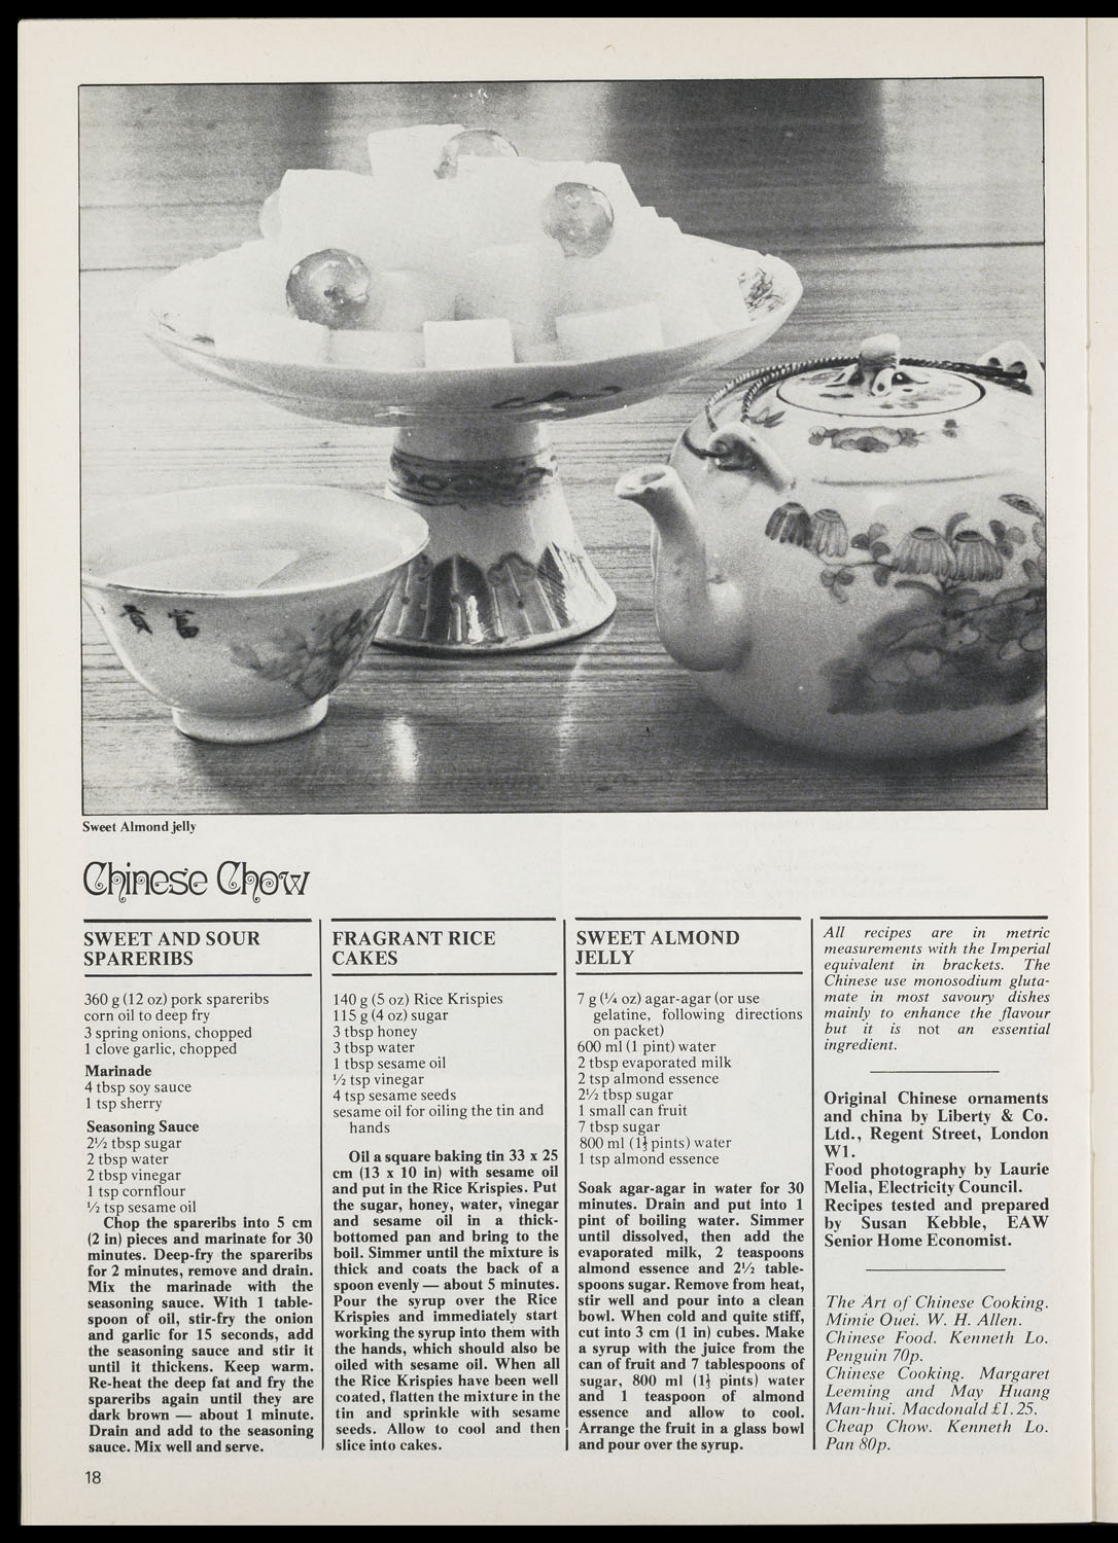 貴富
Sweet Almond jelly
Chinese Chow
SWEET AND SOUR
SPARERIBS
360 g (12 oz) pork spareribs
corn oil to deep fry
3 spring onions, chopped
1 clove garlic, chopped
Marinade
4 tbsp soy sauce
1 tsp sherry
Seasoning Sauce
2½ tbsp sugar
2 tbsp water
2 tbsp vinegar
1 tsp cornflour
½ tsp sesame oil
Chop the spareribs into 5 cm
(2 in) pieces and marinate for 30
minutes. Deep-fry the spareribs
for 2 minutes, remove and drain.
Mix the marinade with the
seasoning sauce. With 1 table-
spoon of oil, stir-fry the onion
and garlic for 15 seconds, add
the seasoning sauce and stir it
until it thickens. Keep warm.
Re-heat the deep fat and fry the
spareribs again until they are
dark brown — about 1 minute.
Drain and add to the seasoning
sauce. Mix well and serve.
FRAGRANT RICE
CAKES
140 g (5 oz) Rice Krispies
115 g (4 oz) sugar
3 tbsp honey
3 tbsp water
1 tbsp sesame oil
½ tsp vinegar
4 tsp sesame seeds
sesame oil for oiling the tin and
hands
Oil a square baking tin 33 x 25
cm (13 x 10 in) with sesame oil
and put in the Rice Krispies. Put
the sugar, honey, water, vinegar
and sesame oil in a thick-
bottomed pan and bring to the
boil. Simmer until the mixture is
thick and coats the back of a
spoon evenly — about 5 minutes.
Pour the syrup over the Rice
Krispies and immediately start
working the syrup into them with
the hands, which should also be
oiled with sesame oil. When all
the Rice Krispies have been well
coated, flatten the mixture in the
tin and sprinkle with sesame
seeds. Allow to cool and then
slice into cakes.
SWEET ALMOND
JELLY
7 g (¼ oz) agar-agar (or use
gelatine, following directions
on packet)
600 ml (1 pint) water
2 tbsp evaporated milk
2 tsp almond essence
2½ tbsp sugar
1 small can fruit
7 tbsp sugar
800 ml (1⅓ pints) water
1 tsp almond essence
Soak agar-agar in water for 30
minutes. Drain and put into 1
pint of boiling water. Simmer
until dissolved, then add the
evaporated milk, 2 teaspoons
almond essence and 2½ table-
spoons sugar. Remove from heat,
stir well and pour into a clean
bowl. When cold and quite stiff,
cut into 3 cm (1 in) cubes. Make
a syrup with the juice from the
can of fruit and 7 tablespoons of
sugar, 800 ml (1⅓ pints) water
and 1 teaspoon of almond
essence and allow to cool.
Arrange the fruit in a glass bowl
and pour over the syrup.
All recipes are in metric
measurements with the Imperial
equivalent in brackets. The
Chinese use monosodium gluta-
mate in most savoury dishes
mainly to enhance the flavour
but it is not an essential
ingredient.
Original Chinese ornaments
and china by Liberty & Co.
Ltd., Regent Street, London
W1.
Food photography by Laurie
Melia, Electricity Council.
Recipes tested and prepared
by Susan Kebble, EAW
Senior Home Economist.
The Art of Chinese Cooking.
Mimie Ouei. W. H. Allen.
Chinese Food. Kenneth Lo.
Penguin 70p.
Chinese Cooking. Margaret
Leeming and May Huang
Man-hui. Macdonald £1.25.
Cheap Chow. Kenneth Lo.
Pan 80p.
18